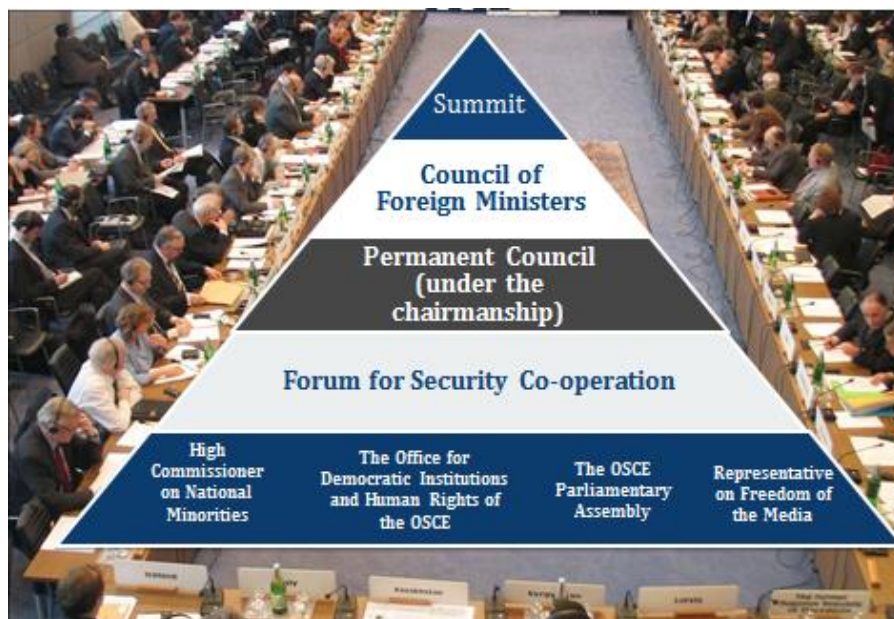 Summit
Council of
Foreign Ministers
Permanent Council
(under the
chairmanship)
Forum for Security Co-operation
High
Commissioner
on National
Minorities
The Office for
Democratic Institutions
and Human Rights of
the OSCE
The OSCE
Parliamentary
Assembly
Representative
on Freedom of
the Media